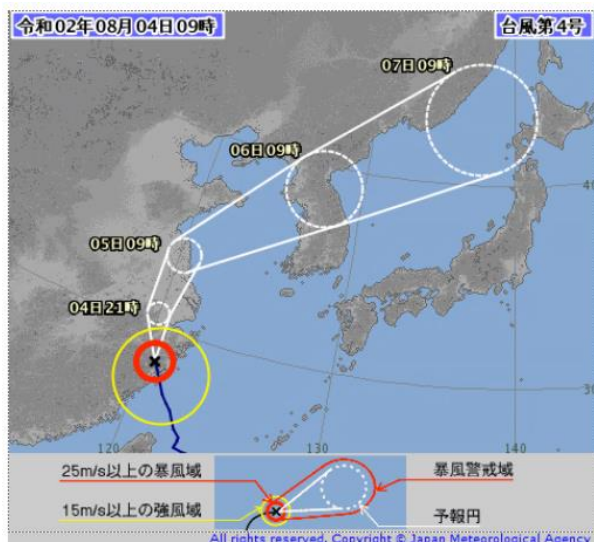 令和02年08月04日09時
台風第4号
07日09時
06日09時
05日09時
04日21時
40
30
120
130
140
25m/s以上の暴風域
暴風警戒域
15m/s以上の強風域
予報円
All rights reserved. Copyright © Japan Meteorological Agency